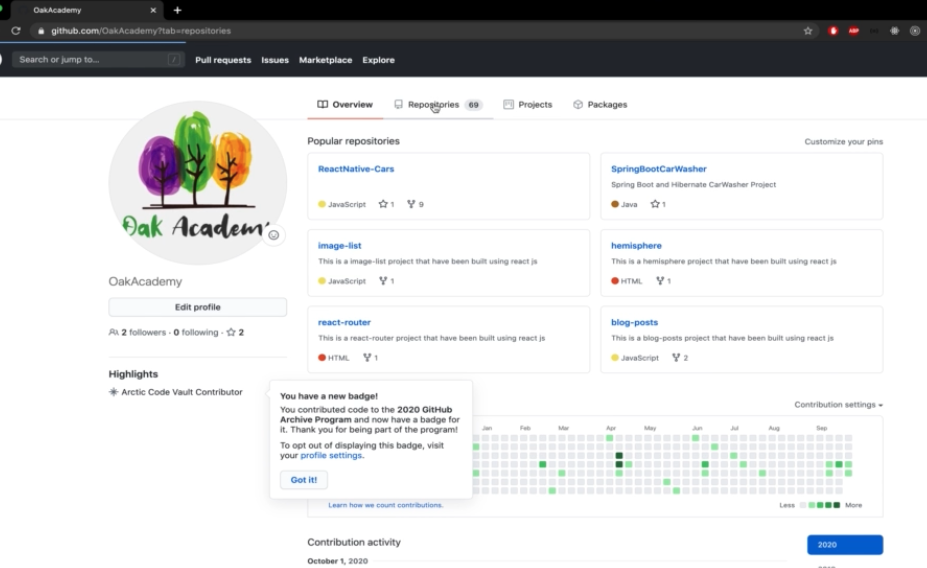 OakAcademy
github.com/OakAcademy?tab=repositories
ABP
Search or jump to...
/
Pull requests Issues Marketplace Explore
Overview Repositories 69 Projects Packages
Oak Academy
OakAcademy
Edit profile
2 followers · 0 following · 2
Highlights
Arctic Code Vault Contributor
Popular repositories
Customize your pins
ReactNative-Cars
JavaScript 1 9
SpringBootCarWasher
Spring Boot and Hibernate CarWasher Project
Java 1
image-list
This is a image-list project that have been built using react js
JavaScript 1
hemisphere
This is a hemisphere project that have been built using react js
HTML 1
react-router
This is a react-router project that have been built using react js
HTML 1
blog-posts
This is a blog-posts project that have been built using react js
JavaScript 2
You have a new badge!
You contributed code to the 2020 GitHub
Archive Program and now have a badge for
it. Thank you for being part of the program!
To opt out of displaying this badge, visit
your profile settings.
Got it!
Contribution settings
Jan Feb Mar Apr May Jun Jul Aug Sep
Learn how we count contributions.
Less More
Contribution activity
2020
October 1, 2020